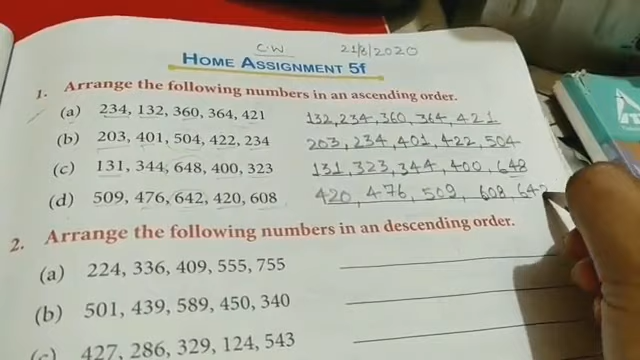 C.W 21/8/2020
HOME ASSIGNMENT 5f
1. Arrange the following numbers in an ascending order.
(a) 234, 132, 360, 364, 421 132, 234, 360, 364, 421
(b) 203, 401, 504, 422, 234 203, 234, 401, 422, 504
(c) 131, 344, 648, 400, 323 131, 323, 344, 400, 648
(d) 509, 476, 642, 420, 608 420, 476, 509, 608, 642
2. Arrange the following numbers in an descending order.
(a) 224, 336, 409, 555, 755
(b) 501, 439, 589, 450, 340
(c) 427, 286, 329, 124, 543